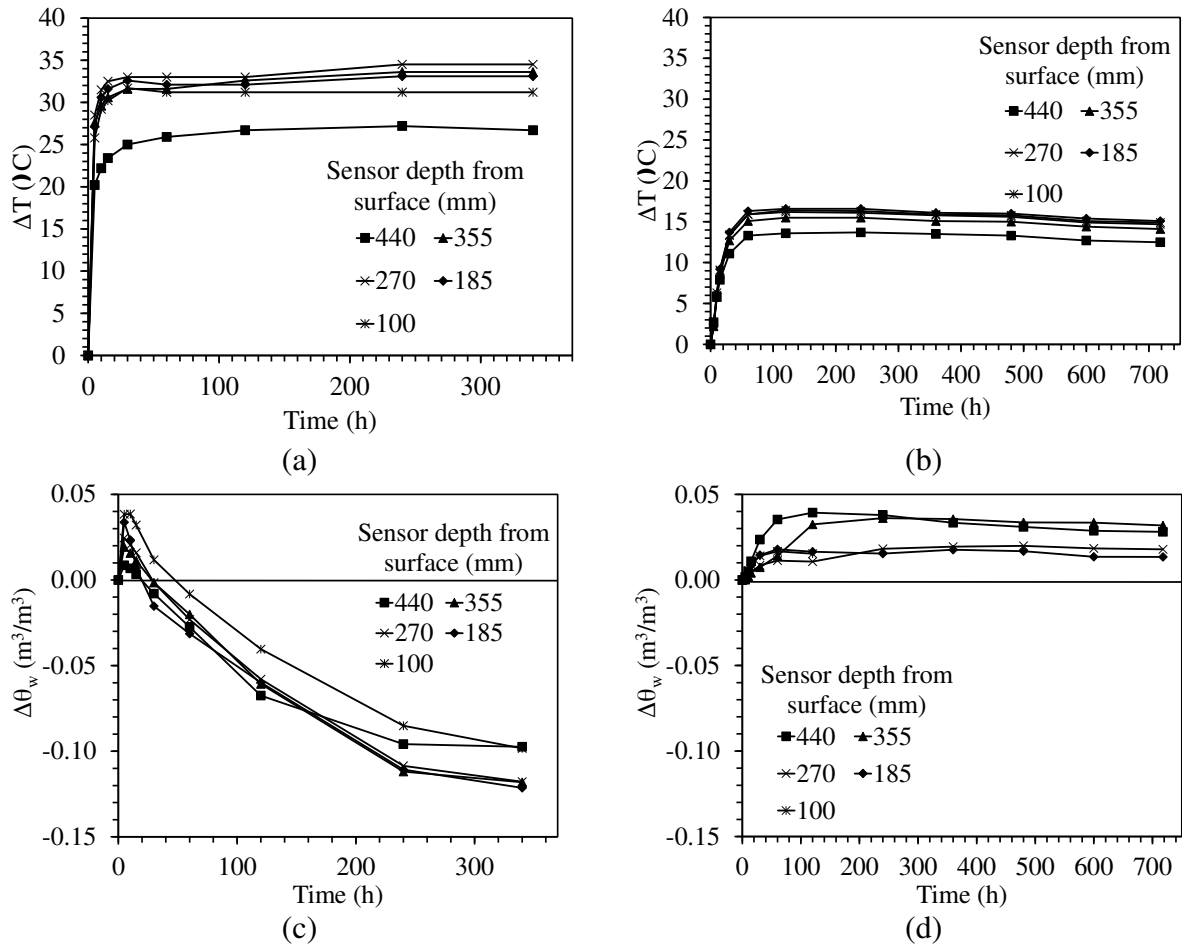 40
35
30
25
20
15
10
5
0
ΔT (()C)
Sensor depth from
surface (mm)
440 355
270 185
100
0 100 200 300
Time (h)
(a)
40
35
30
25
20
15
10
5
0
ΔT (()C)
Sensor depth from
surface (mm)
440 355
270 185
100
0 100 200 300 400 500 600 700
Time (h)
(b)
0.05
0.00
-0.05
-0.10
-0.15
Δθw (m³/m³)
Sensor depth from
surface (mm)
440 355
270 185
100
0 100 200 300
Time (h)
(c)
0.05
0.00
-0.05
-0.10
-0.15
Δθw (m³/m³)
Sensor depth from
surface (mm)
440 355
270 185
100
0 100 200 300 400 500 600 700
Time (h)
(d)